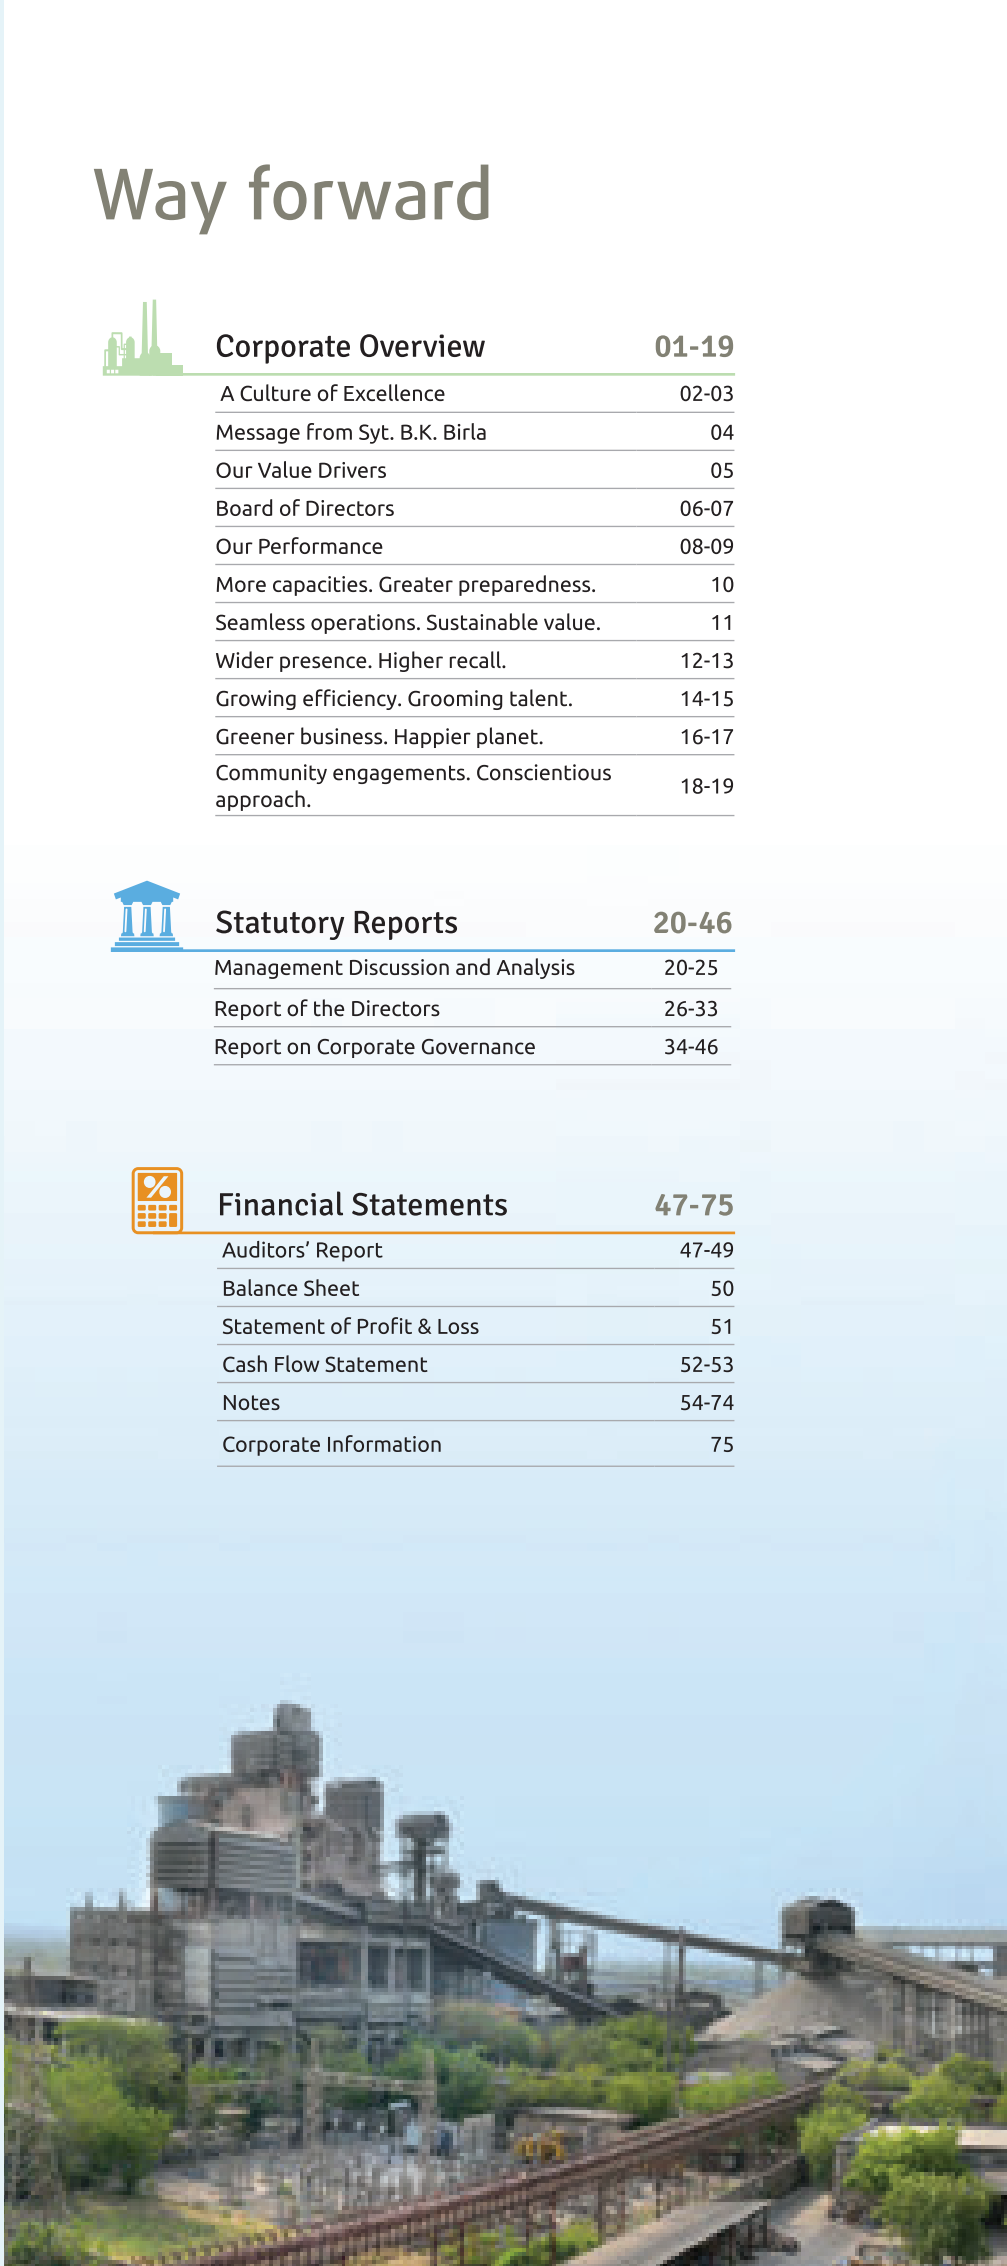 Way forward
Corporate Overview 01-19
A Culture of Excellence 02-03
Message from Syt. B.K. Birla 04
Our Value Drivers 05
Board of Directors 06-07
Our Performance 08-09
More capacities. Greater preparedness. 10
Seamless operations. Sustainable value. 11
Wider presence. Higher recall. 12-13
Growing efficiency. Grooming talent. 14-15
Greener business. Happier planet. 16-17
Community engagements. Conscientious
approach. 18-19
Statutory Reports 20-46
Management Discussion and Analysis 20-25
Report of the Directors 26-33
Report on Corporate Governance 34-46
%
Financial Statements 47-75
Auditors’ Report 47-49
Balance Sheet 50
Statement of Profit & Loss 51
Cash Flow Statement 52-53
Notes 54-74
Corporate Information 75